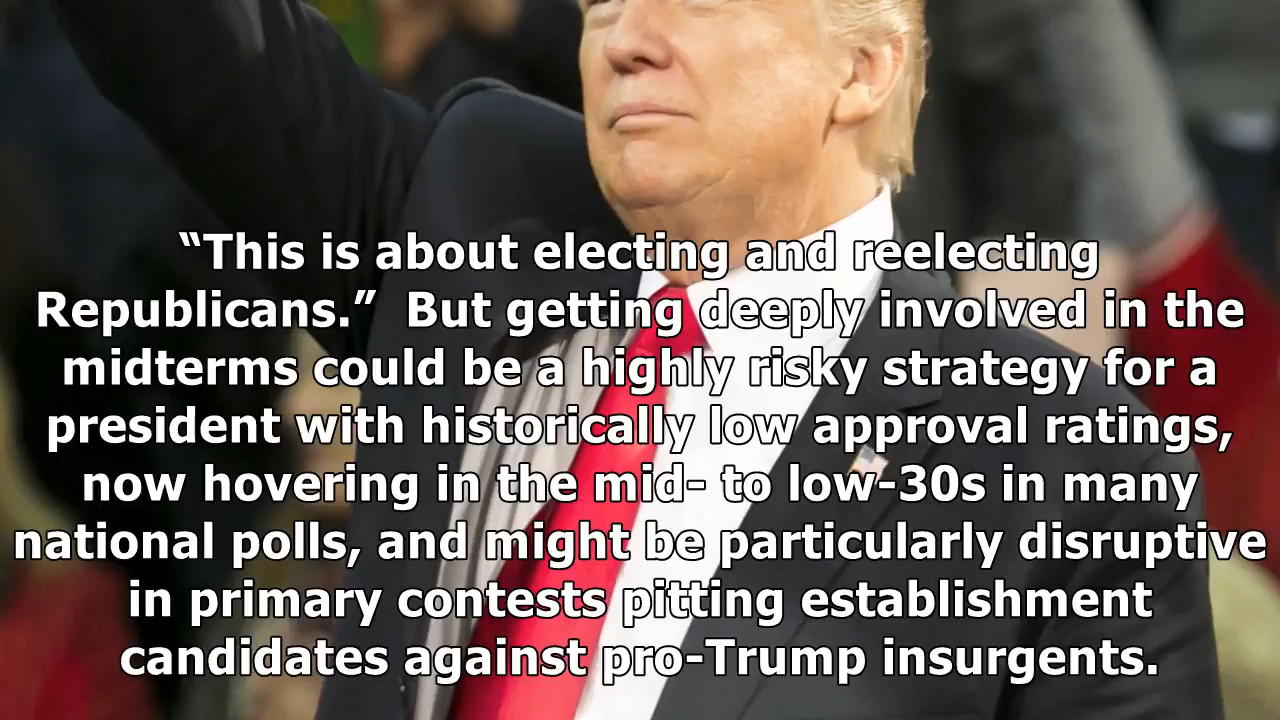 “This is about electing and reelecting
Republicans.”  But getting deeply involved in the
midterms could be a highly risky strategy for a
president with historically low approval ratings,
now hovering in the mid- to low-30s in many
national polls, and might be particularly disruptive
in primary contests pitting establishment
candidates against pro-Trump insurgents.